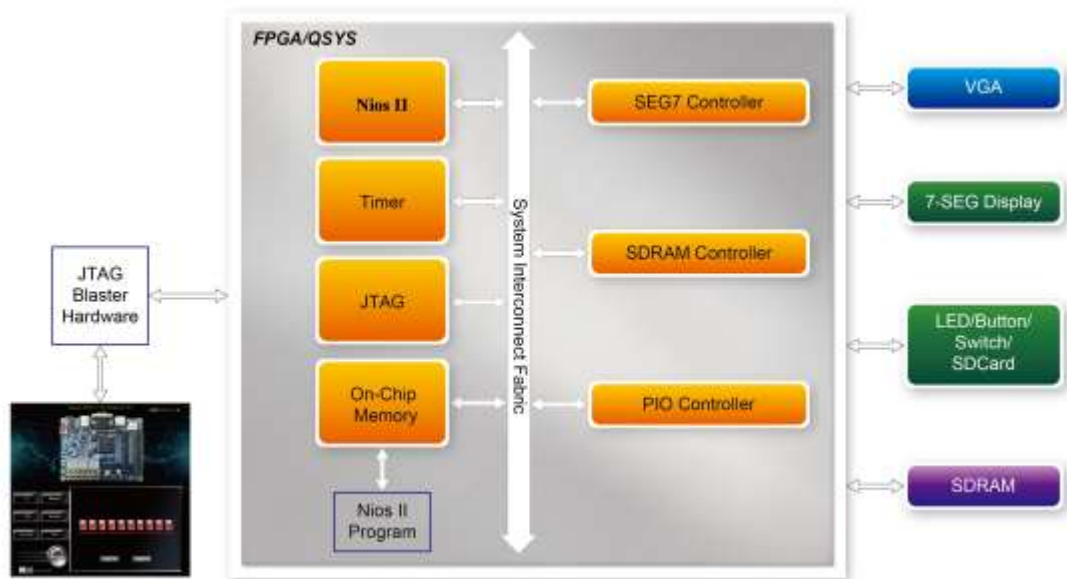 FPGA/QSYS
Nios II
Timer
JTAG
On-Chip
Memory
Nios II
Program
System Interconnect Fabric
SEG7 Controller
SDRAM Controller
PIO Controller
JTAG
Blaster
Hardware
VGA
7-SEG Display
LED/Button/
Switch/
SDCard
SDRAM